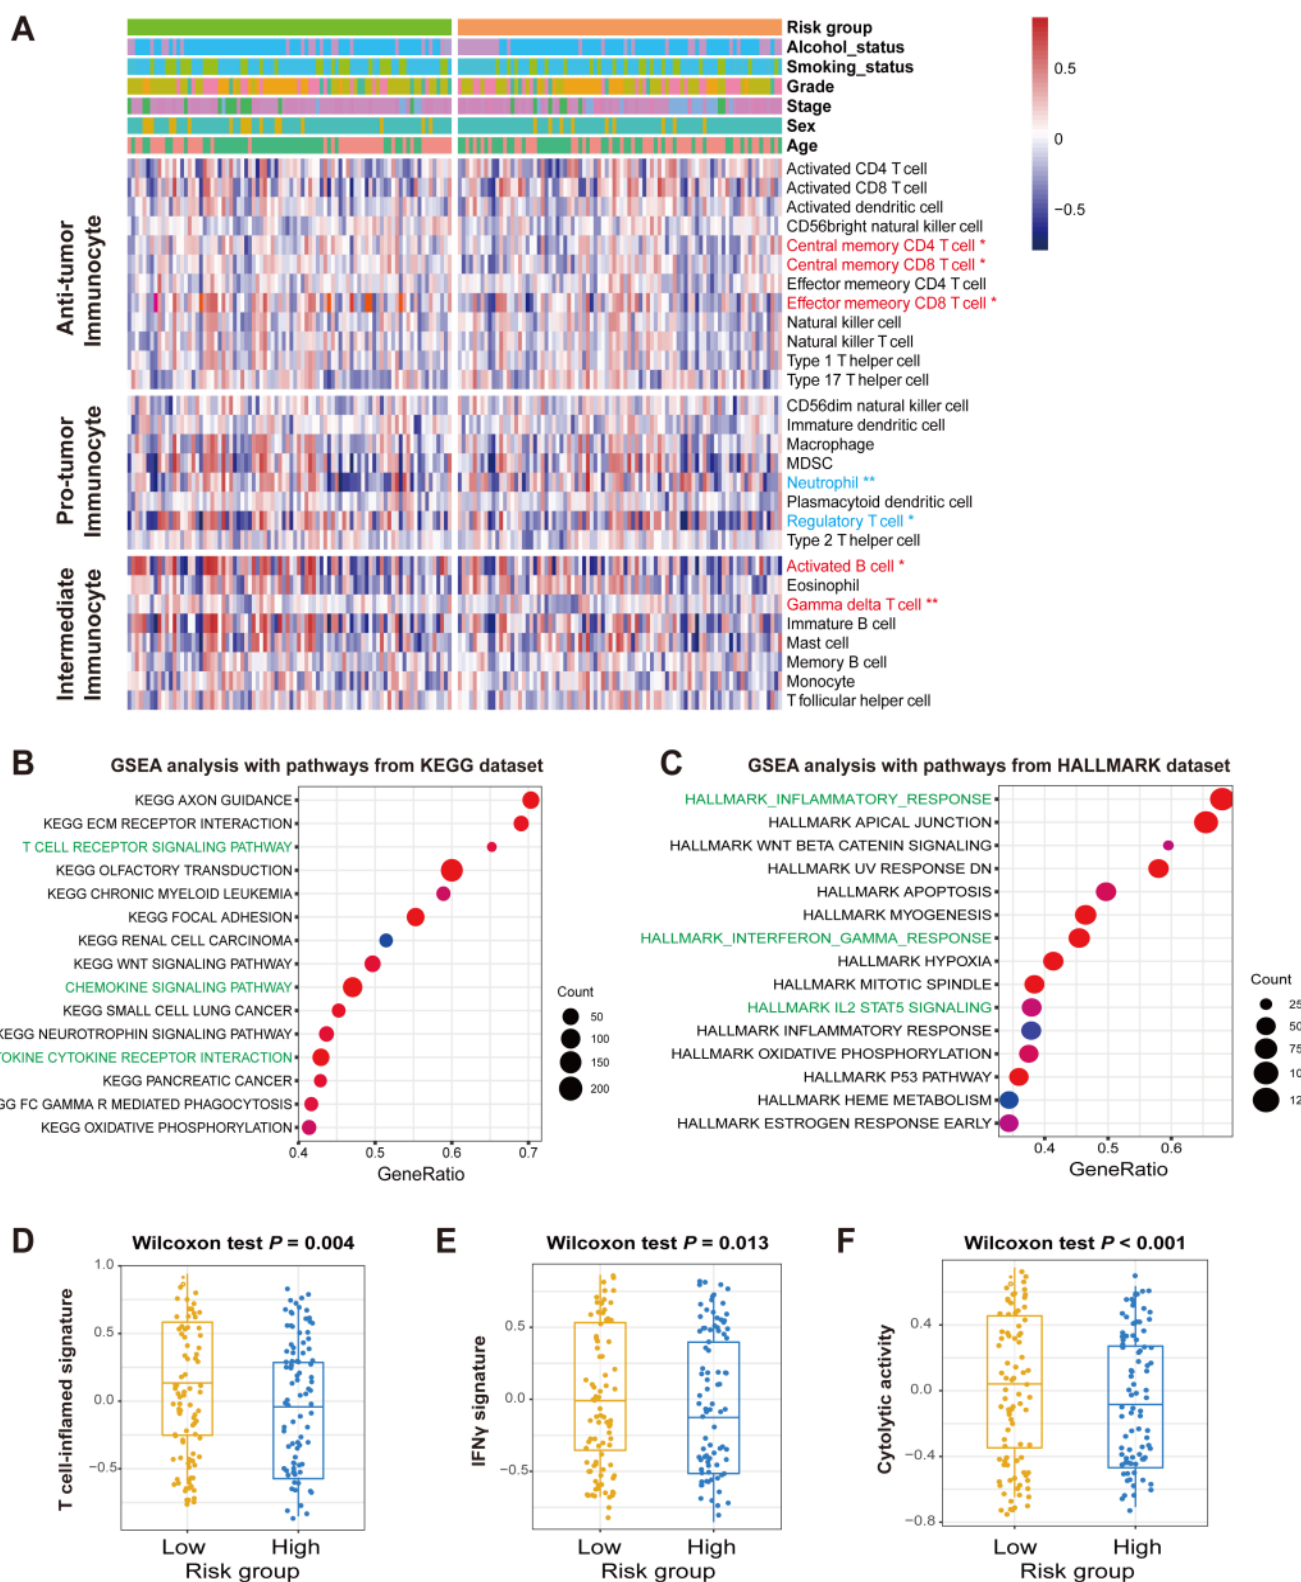 A
Risk group
Alcohol_status
Smoking_status
Grade
Stage
Sex
Age
0.5
0
−0.5
Anti-tumor
Immunocyte
Activated CD4 T cell
Activated CD8 T cell
Activated dendritic cell
CD56bright natural killer cell
Central memory CD4 T cell *
Central memory CD8 T cell *
Effector memeory CD4 T cell
Effector memeory CD8 T cell *
Natural killer cell
Natural killer T cell
Type 1 T helper cell
Type 17 T helper cell
Pro-tumor
Immunocyte
CD56dim natural killer cell
Immature dendritic cell
Macrophage
MDSC
Neutrophil **
Plasmacytoid dendritic cell
Regulatory T cell *
Type 2 T helper cell
Intermediate
Immunocyte
Activated B cell *
Eosinophil
Gamma delta T cell **
Immature B cell
Mast cell
Memory B cell
Monocyte
T follicular helper cell
B
GSEA analysis with pathways from KEGG dataset
KEGG AXON GUIDANCE
KEGG ECM RECEPTOR INTERACTION
T CELL RECEPTOR SIGNALING PATHWAY
KEGG OLFACTORY TRANSDUCTION
KEGG CHRONIC MYELOID LEUKEMIA
KEGG FOCAL ADHESION
KEGG RENAL CELL CARCINOMA
KEGG WNT SIGNALING PATHWAY
CHEMOKINE SIGNALING PATHWAY
KEGG SMALL CELL LUNG CANCER
KEGG NEUROTROPHIN SIGNALING PATHWAY
TOKINE CYTOKINE RECEPTOR INTERACTION
KEGG PANCREATIC CANCER
GG FC GAMMA R MEDIATED PHAGOCYTOSIS
KEGG OXIDATIVE PHOSPHORYLATION
0.4 0.5 0.6 0.7
GeneRatio
Count
50
100
150
200
C
GSEA analysis with pathways from HALLMARK dataset
HALLMARK_INFLAMMATORY_RESPONSE
HALLMARK APICAL JUNCTION
HALLMARK WNT BETA CATENIN SIGNALING
HALLMARK UV RESPONSE DN
HALLMARK APOPTOSIS
HALLMARK MYOGENESIS
HALLMARK_INTERFERON_GAMMA_RESPONSE
HALLMARK HYPOXIA
HALLMARK MITOTIC SPINDLE
HALLMARK IL2 STAT5 SIGNALING
HALLMARK INFLAMMATORY RESPONSE
HALLMARK OXIDATIVE PHOSPHORYLATION
HALLMARK P53 PATHWAY
HALLMARK HEME METABOLISM
HALLMARK ESTROGEN RESPONSE EARLY
0.4 0.5 0.6
GeneRatio
Count
25
50
75
10
12
D
Wilcoxon test P = 0.004
T cell-inflamed signature
1.0
0.5
0.0
−0.5
Low High
Risk group
E
Wilcoxon test P = 0.013
IFNγ signature
0.5
0.0
−0.5
Low High
Risk group
F
Wilcoxon test P < 0.001
Cytolytic activity
0.4
0.0
−0.4
−0.8
Low High
Risk group